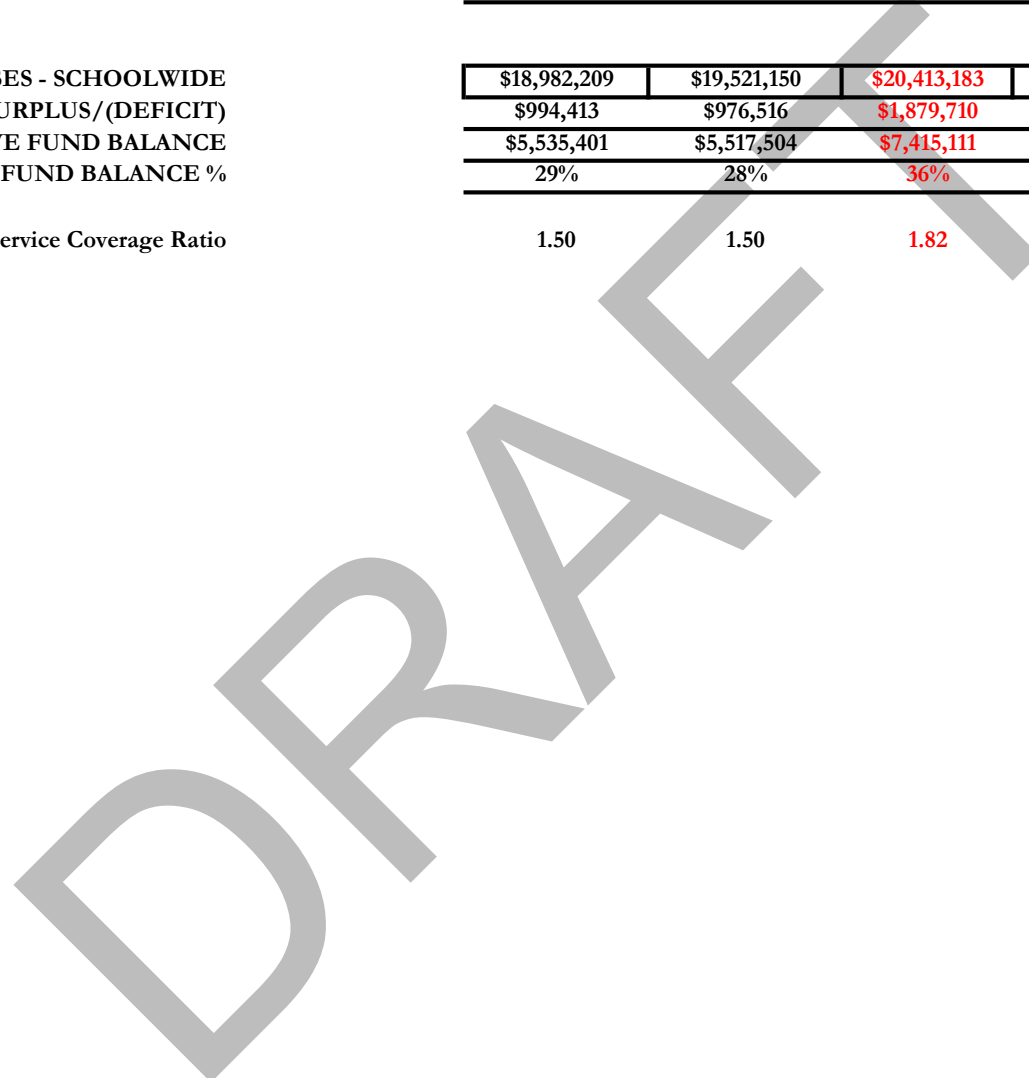 SES - SCHOOLWIDE $18,982,209 $19,521,150 $20,413,183
URPLUS/(DEFICIT) $994,413 $976,516 $1,879,710
VE FUND BALANCE $5,535,401 $5,517,504 $7,415,111
FUND BALANCE % 29% 28% 36%
ervice Coverage Ratio 1.50 1.50 1.82
DRAFT